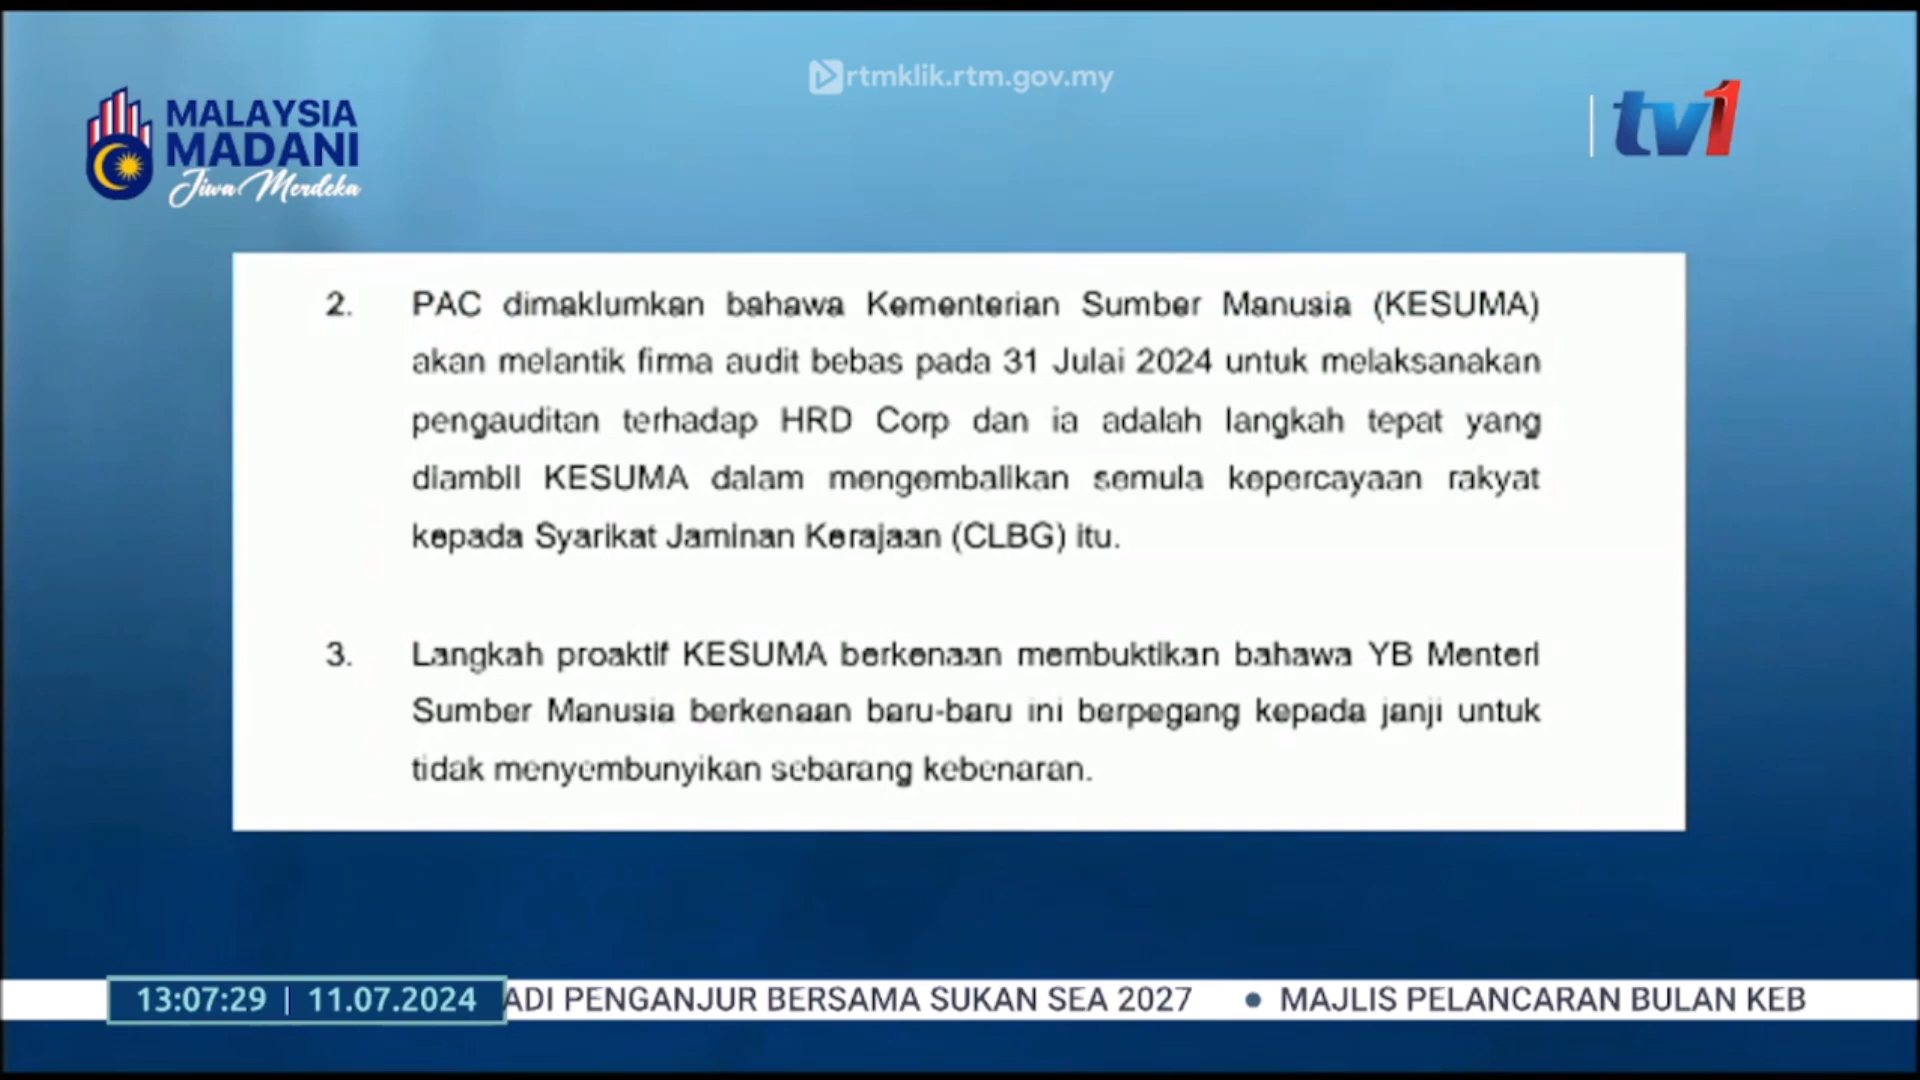 rtmklik.rtm.gov.my
MALAYSIA
MADANI
Jiwa Merdeka
tv1
2. PAC dimaklumkan bahawa Kementerian Sumber Manusia (KESUMA)
akan melantik firma audit bebas pada 31 Julai 2024 untuk melaksanakan
pengauditan terhadap HRD Corp dan ia adalah langkah tepat yang
diambil KESUMA dalam mengembalikan semula kepercayaan rakyat
kepada Syarikat Jaminan Kerajaan (CLBG) itu.
3. Langkah proaktif KESUMA berkenaan membuktikan bahawa YB Menteri
Sumber Manusia berkenaan baru-baru ini berpegang kepada janji untuk
tidak menyembunyikan sebarang kebenaran.
13:07:29 | 11.07.2024 ADI PENGANJUR BERSAMA SUKAN SEA 2027 • MAJLIS PELANCARAN BULAN KEB